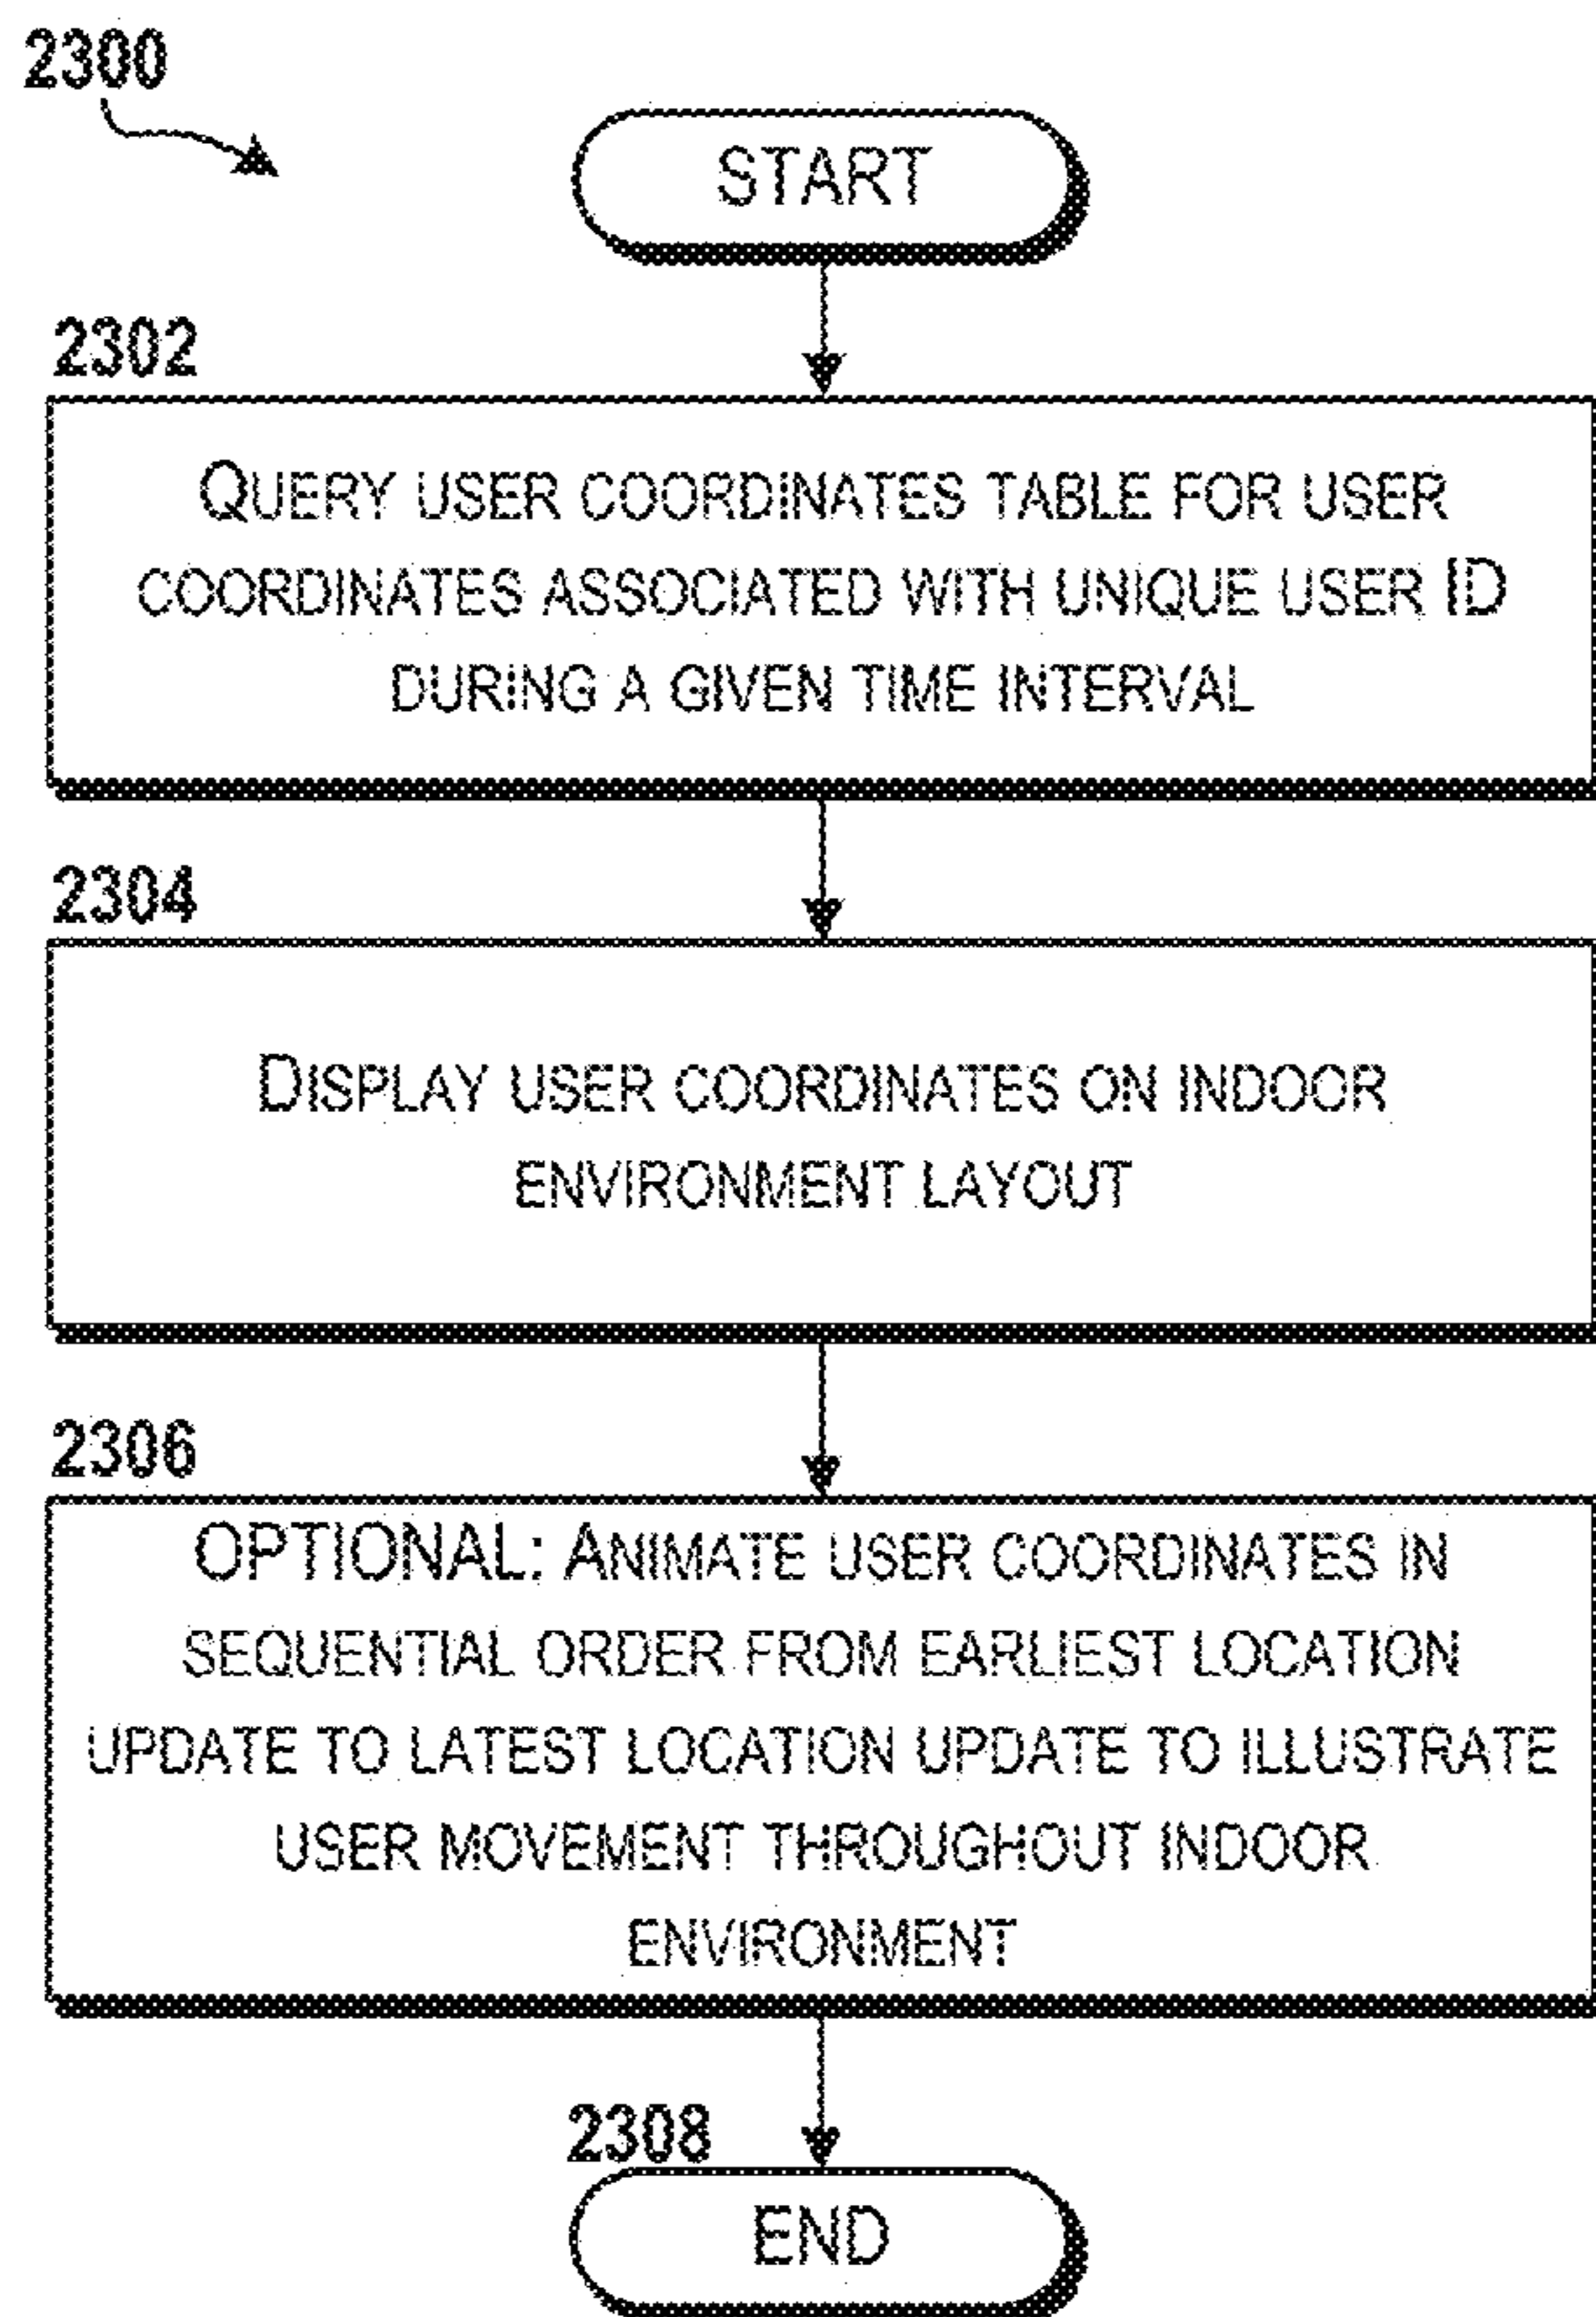 2300
START
2302
QUERY USER COORDINATES TABLE FOR USER
COORDINATES ASSOCIATED WITH UNIQUE USER ID
DURING A GIVEN TIME INTERVAL
2304
DISPLAY USER COORDINATES ON INDOOR
ENVIRONMENT LAYOUT
2306
OPTIONAL: ANIMATE USER COORDINATES IN
SEQUENTIAL ORDER FROM EARLIEST LOCATION
UPDATE TO LATEST LOCATION UPDATE TO ILLUSTRATE
USER MOVEMENT THROUGHOUT INDOOR
ENVIRONMENT
2308
END